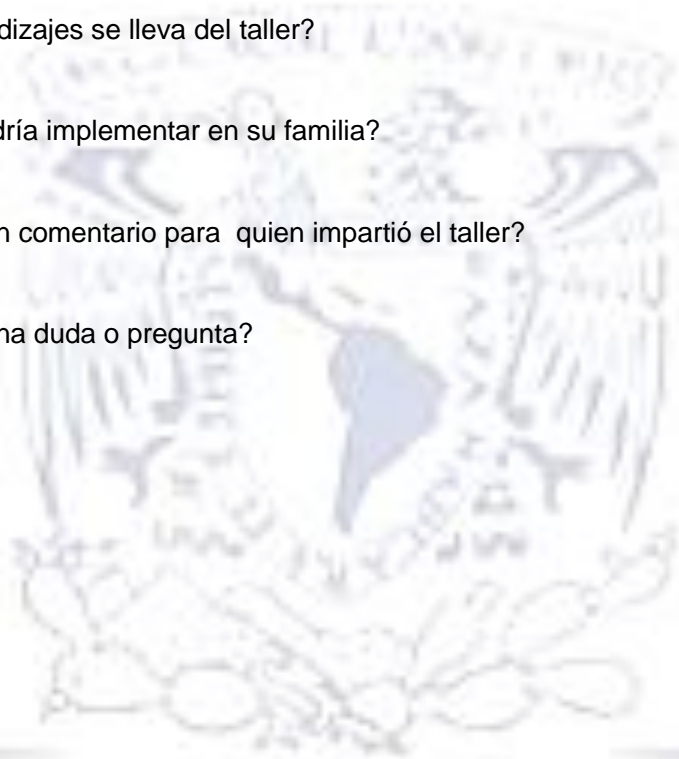 dizajes se lleva del taller?
dría implementar en su familia?
n comentario para quien impartió el taller?
na duda o pregunta?